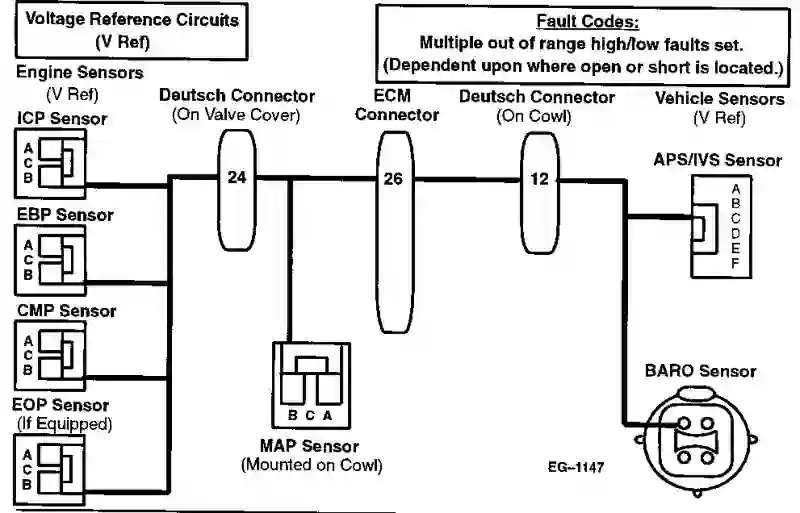 Voltage Reference Circuits
(V Ref)
Fault Codes:
Multiple out of range high/low faults set.
(Dependent upon where open or short is located.)
Engine Sensors
(V Ref)
Deutsch Connector
(On Valve Cover)
ECM
Connector
Deutsch Connector
(On Cowl)
Vehicle Sensors
(V Ref)
ICP Sensor
A
C
B
24
26
12
APS/IVS Sensor
A
B
C
D
E
F
EBP Sensor
A
C
B
CMP Sensor
A
C
B
EOP Sensor
(If Equipped)
A
C
B
B C A
MAP Sensor
(Mounted on Cowl)
BARO Sensor
EG–1147